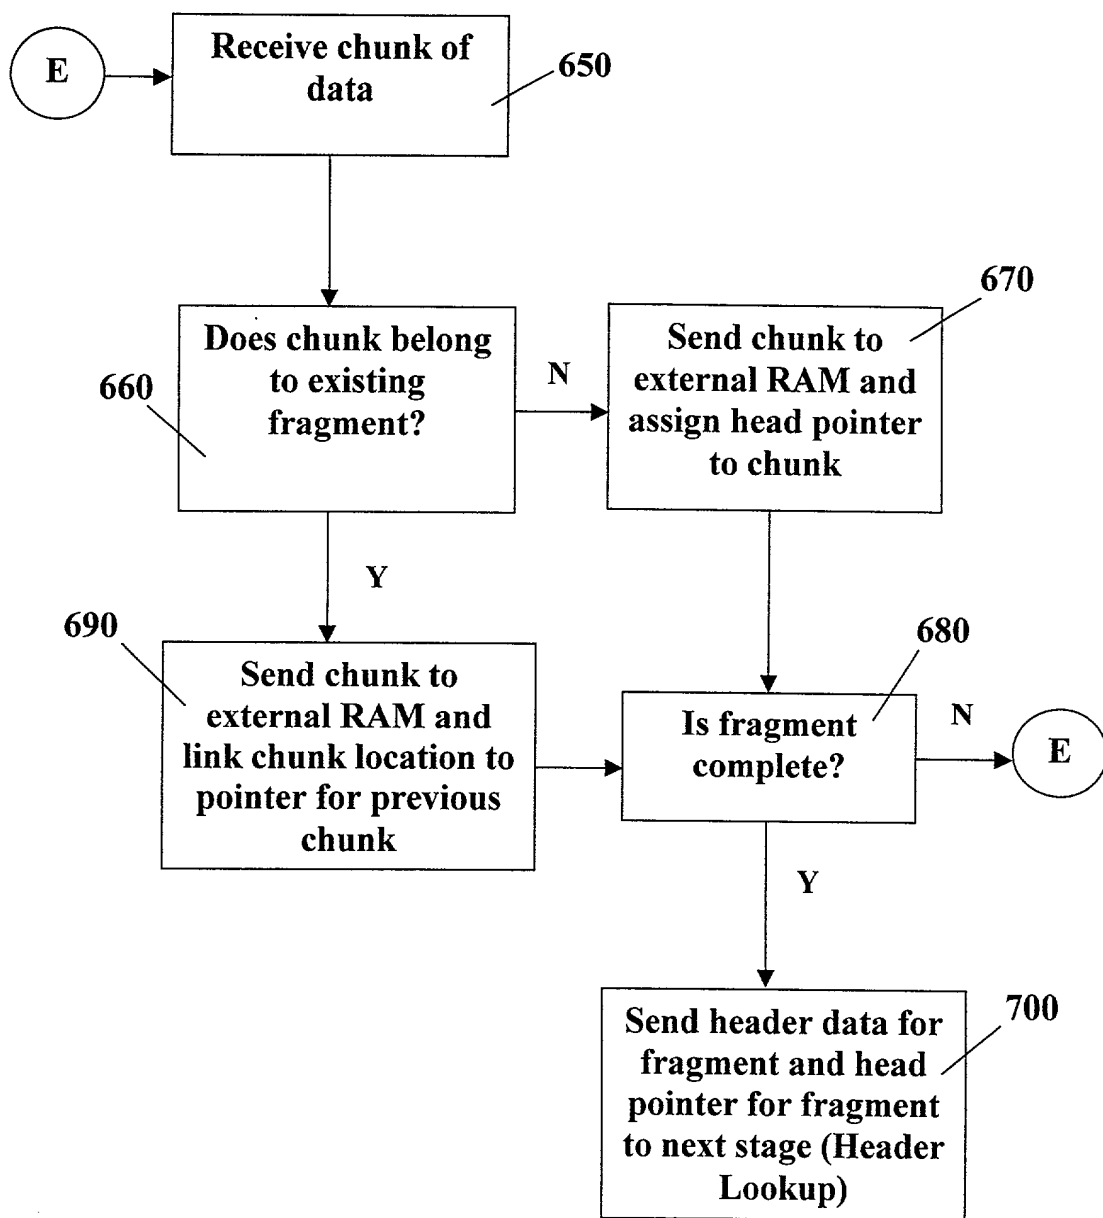 E
Receive chunk of
data
650
Does chunk belong
to existing
fragment?
660
N
Send chunk to
external RAM and
assign head pointer
to chunk
670
Y
690
Send chunk to
external RAM and
link chunk location to
pointer for previous
chunk
680
Is fragment
complete?
N
E
Y
Send header data for
fragment and head
pointer for fragment
to next stage (Header
Lookup)
700